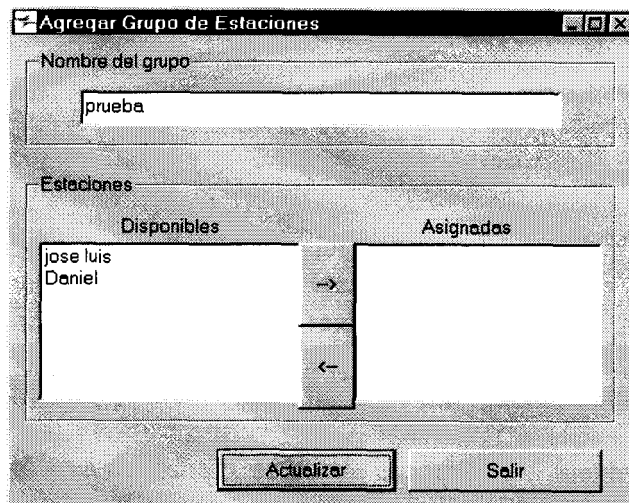 Agregar Grupo de Estaciones
Nombre del grupo
prueba
Estaciones
Disponibles Asignadas
jose luis
Daniel
->
<-
Actualizar Salir